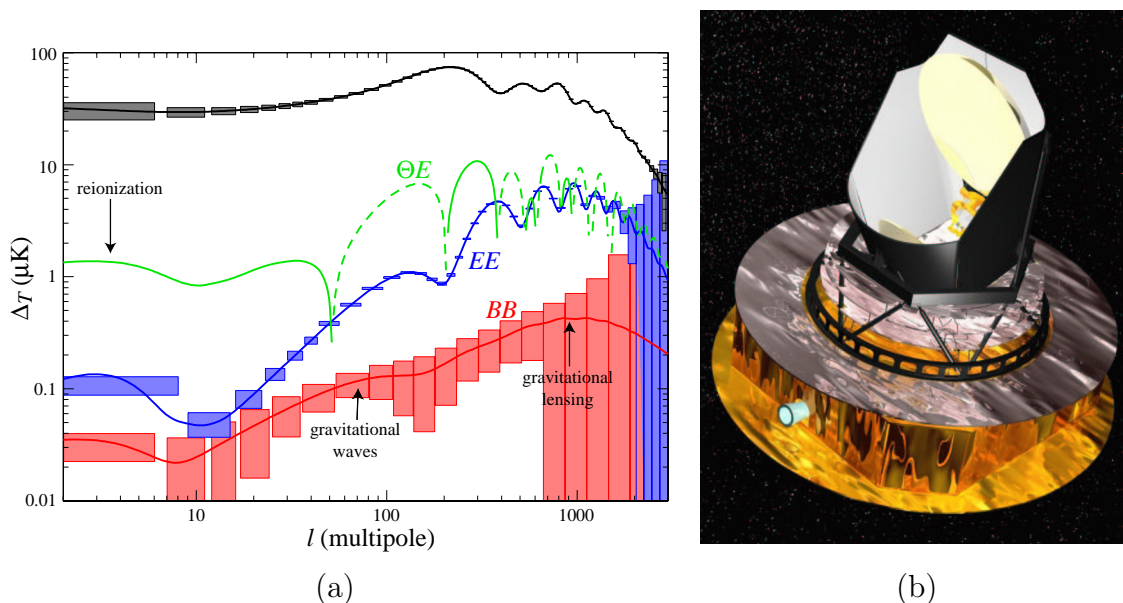 100
10
1
0.1
0.01
Δ_T (μK)
reionization
ΘE
EE
BB
gravitational
waves
gravitational
lensing
10
100
1000
l (multipole)
(a)
(b)